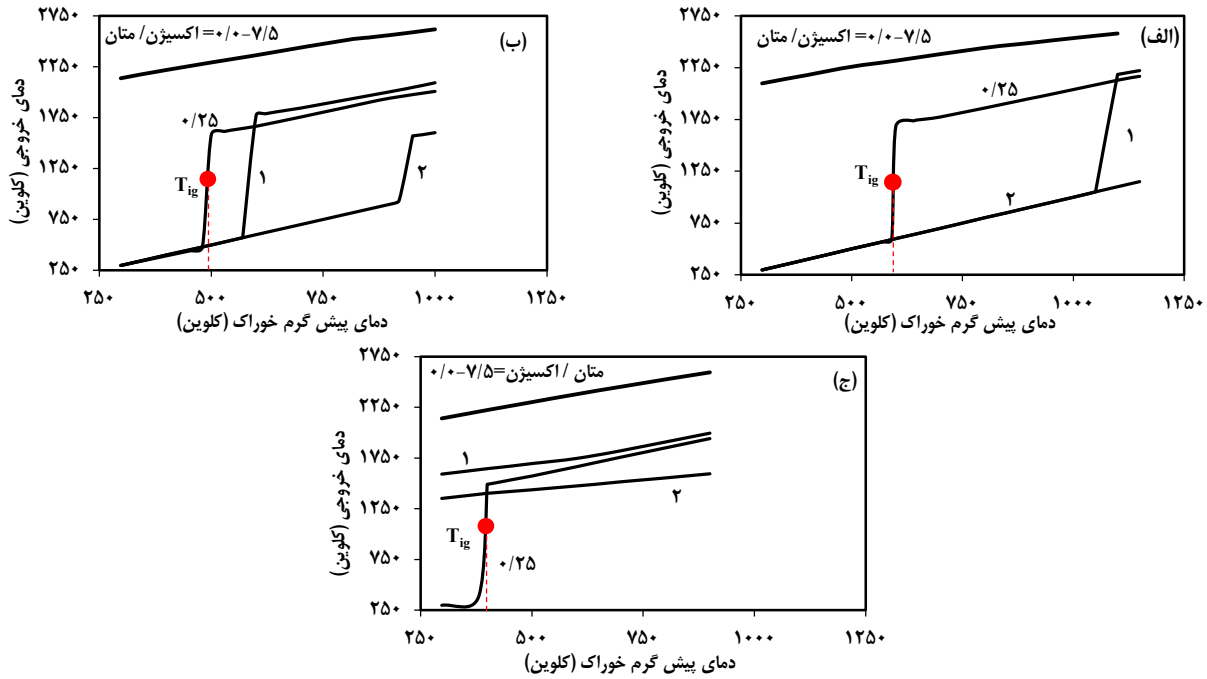 (الف)
۰/۰–۷/۵ =اکسیژن/ متان
دمای خروجی (کلوین)
۲۷۵۰
۲۲۵۰
۱۷۵۰
۱۲۵۰
۷۵۰
۲۵۰
۰/۲۵
۱
۲
T_ig
۲۵۰ ۵۰۰ ۷۵۰ ۱۰۰۰ ۱۲۵۰
دمای پیش گرم خوراک (کلوین)
(ب)
۰/۰–۷/۵ =اکسیژن/ متان
دمای خروجی (کلوین)
۲۷۵۰
۲۲۵۰
۱۷۵۰
۱۲۵۰
۷۵۰
۲۵۰
۰/۲۵
۱
۲
T_ig
۲۵۰ ۵۰۰ ۷۵۰ ۱۰۰۰ ۱۲۵۰
دمای پیش گرم خوراک (کلوین)
(ج)
متان / اکسیژن=۰/۰–۷/۵
دمای خروجی (کلوین)
۲۷۵۰
۲۲۵۰
۱۷۵۰
۱۲۵۰
۷۵۰
۲۵۰
۱
۲
T_ig
۰/۲۵
۲۵۰ ۵۰۰ ۷۵۰ ۱۰۰۰ ۱۲۵۰
دمای پیش گرم خوراک (کلوین)